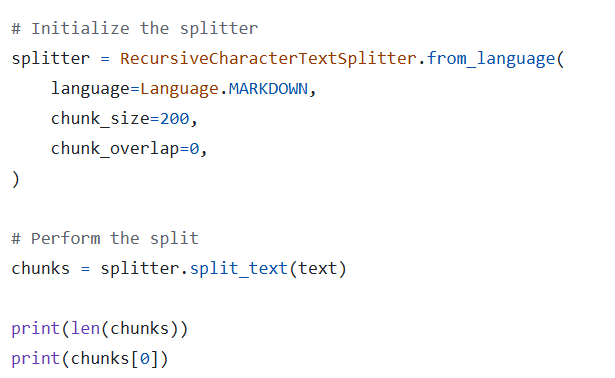 # Initialize the splitter
splitter = RecursiveCharacterTextSplitter.from_language(
    language=Language.MARKDOWN,
    chunk_size=200,
    chunk_overlap=0,
)

# Perform the split
chunks = splitter.split_text(text)

print(len(chunks))
print(chunks[0])